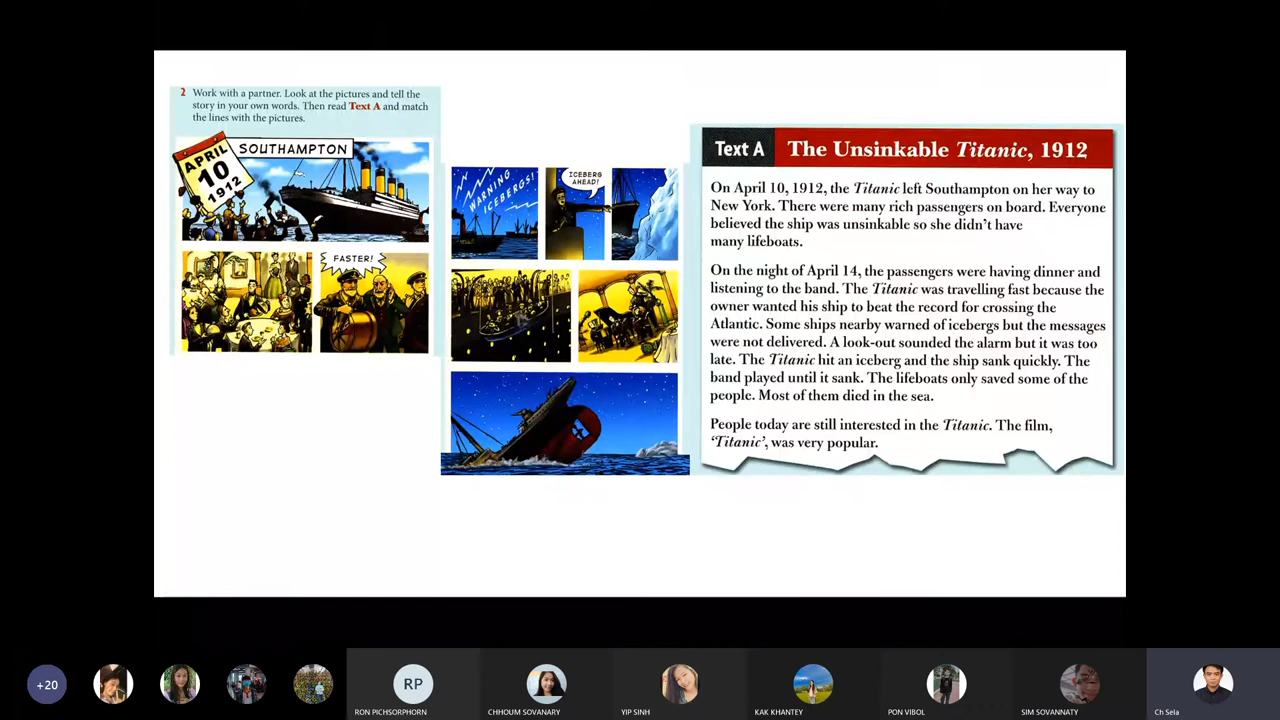 2 Work with a partner. Look at the pictures and tell the
story in your own words. Then read Text A and match
the lines with the pictures.
APRIL
10
1912
SOUTHAMPTON
FASTER!
WARNING
ICEBERGS!
ICEBERG
AHEAD!
Text A The Unsinkable Titanic, 1912
On April 10, 1912, the Titanic left Southampton on her way to
New York. There were many rich passengers on board. Everyone
believed the ship was unsinkable so she didn't have
many lifeboats.
On the night of April 14, the passengers were having dinner and
listening to the band. The Titanic was travelling fast because the
owner wanted his ship to beat the record for crossing the
Atlantic. Some ships nearby warned of icebergs but the messages
were not delivered. A look-out sounded the alarm but it was too
late. The Titanic hit an iceberg and the ship sank quickly. The
band played until it sank. The lifeboats only saved some of the
people. Most of them died in the sea.
People today are still interested in the Titanic. The film,
'Titanic', was very popular.
+20
RP
RON PICHSORPHORN
CHHOUM SOVANARY
YIP SINH
KAK KHANTEY
PON VIBOL
SIM SOVANNATY
Ch Sela